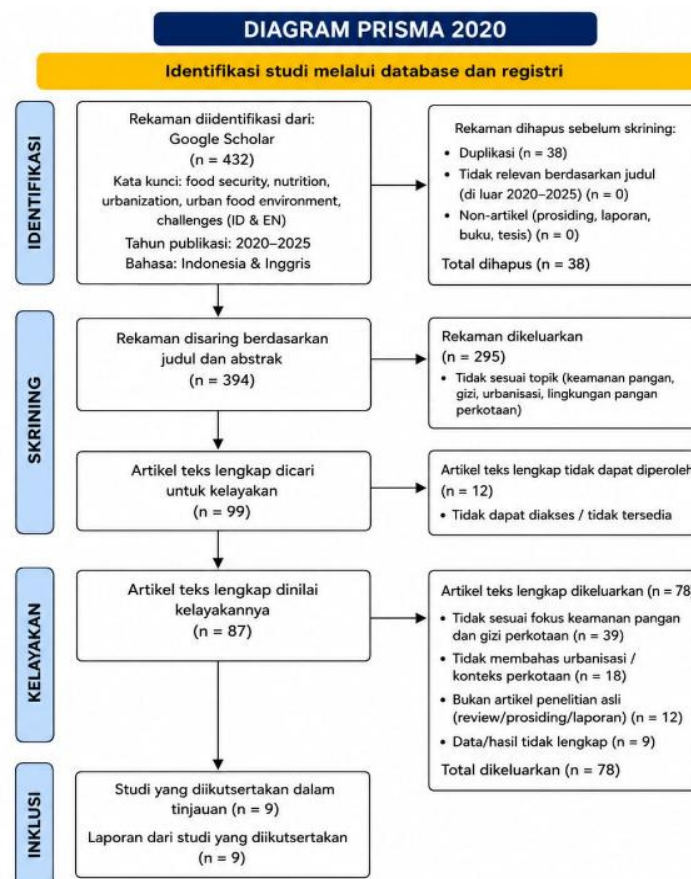 DIAGRAM PRISMA 2020
Identifikasi studi melalui database dan registri
IDENTIFIKASI
Rekaman diidentifikasi dari:
Google Scholar
(n = 432)
Kata kunci: food security, nutrition,
urbanization, urban food environment,
challenges (ID & EN)
Tahun publikasi: 2020–2025
Bahasa: Indonesia & Inggris
Rekaman dihapus sebelum skrining:
• Duplikasi (n = 38)
• Tidak relevan berdasarkan judul
(di luar 2020–2025) (n = 0)
• Non-artikel (prosiding, laporan,
buku, tesis) (n = 0)
Total dihapus (n = 38)
SKRINING
Rekaman disaring berdasarkan
judul dan abstrak
(n = 394)
Rekaman dikeluarkan
(n = 295)
• Tidak sesuai topik (keamanan pangan,
gizi, urbanisasi, lingkungan pangan
perkotaan)
Artikel teks lengkap dicari
untuk kelayakan
(n = 99)
Artikel teks lengkap tidak dapat diperoleh
(n = 12)
• Tidak dapat diakses / tidak tersedia
KELAYAKAN
Artikel teks lengkap dinilai
kelayakannya
(n = 87)
Artikel teks lengkap dikeluarkan (n = 78)
• Tidak sesuai fokus keamanan pangan
dan gizi perkotaan (n = 39)
• Tidak membahas urbanisasi /
konteks perkotaan (n = 18)
• Bukan artikel penelitian asli
(review/prosiding/laporan) (n = 12)
• Data/hasil tidak lengkap (n = 9)
Total dikeluarkan (n = 78)
INKLUSI
Studi yang diikutsertakan dalam
tinjauan (n = 9)
Laporan dari studi yang diikutsertakan
(n = 9)